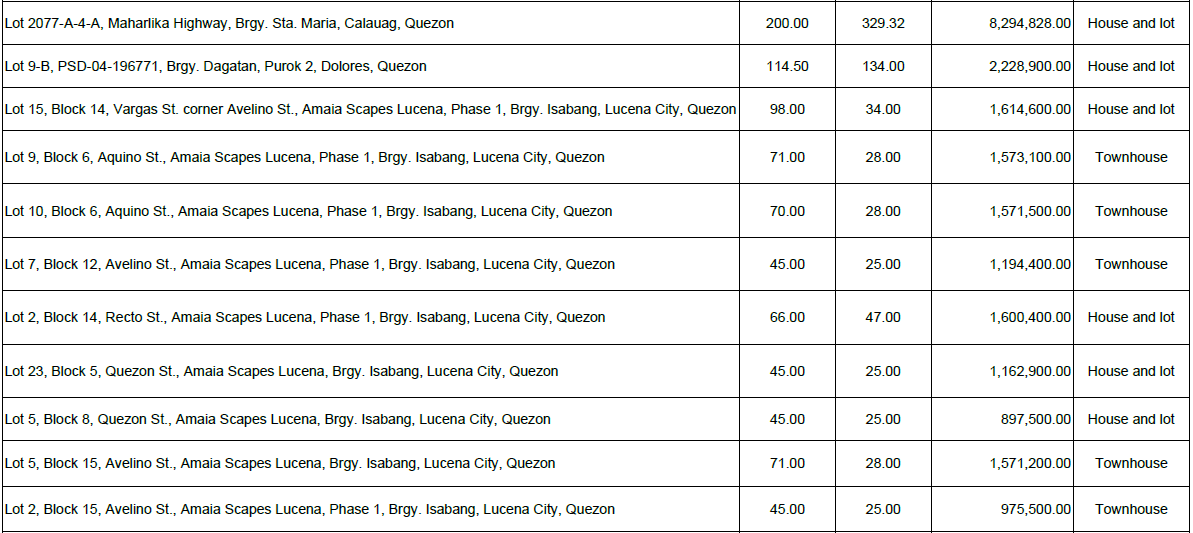 Lot 2077-A-4-A, Maharlika Highway, Brgy. Sta. Maria, Calauag, Quezon 200.00 329.32 8,294,828.00 House and lot
Lot 9-B, PSD-04-196771, Brgy. Dagatan, Purok 2, Dolores, Quezon 114.50 134.00 2,228,900.00 House and lot
Lot 15, Block 14, Vargas St. corner Avelino St., Amaia Scapes Lucena, Phase 1, Brgy. Isabang, Lucena City, Quezon 98.00 34.00 1,614,600.00 House and lot
Lot 9, Block 6, Aquino St., Amaia Scapes Lucena, Phase 1, Brgy. Isabang, Lucena City, Quezon 71.00 28.00 1,573,100.00 Townhouse
Lot 10, Block 6, Aquino St., Amaia Scapes Lucena, Phase 1, Brgy. Isabang, Lucena City, Quezon 70.00 28.00 1,571,500.00 Townhouse
Lot 7, Block 12, Avelino St., Amaia Scapes Lucena, Phase 1, Brgy. Isabang, Lucena City, Quezon 45.00 25.00 1,194,400.00 Townhouse
Lot 2, Block 14, Recto St., Amaia Scapes Lucena, Phase 1, Brgy. Isabang, Lucena City, Quezon 66.00 47.00 1,600,400.00 House and lot
Lot 23, Block 5, Quezon St., Amaia Scapes Lucena, Brgy. Isabang, Lucena City, Quezon 45.00 25.00 1,162,900.00 House and lot
Lot 5, Block 8, Quezon St., Amaia Scapes Lucena, Brgy. Isabang, Lucena City, Quezon 45.00 25.00 897,500.00 House and lot
Lot 5, Block 15, Avelino St., Amaia Scapes Lucena, Brgy. Isabang, Lucena City, Quezon 71.00 28.00 1,571,200.00 Townhouse
Lot 2, Block 15, Avelino St., Amaia Scapes Lucena, Phase 1, Brgy. Isabang, Lucena City, Quezon 45.00 25.00 975,500.00 Townhouse